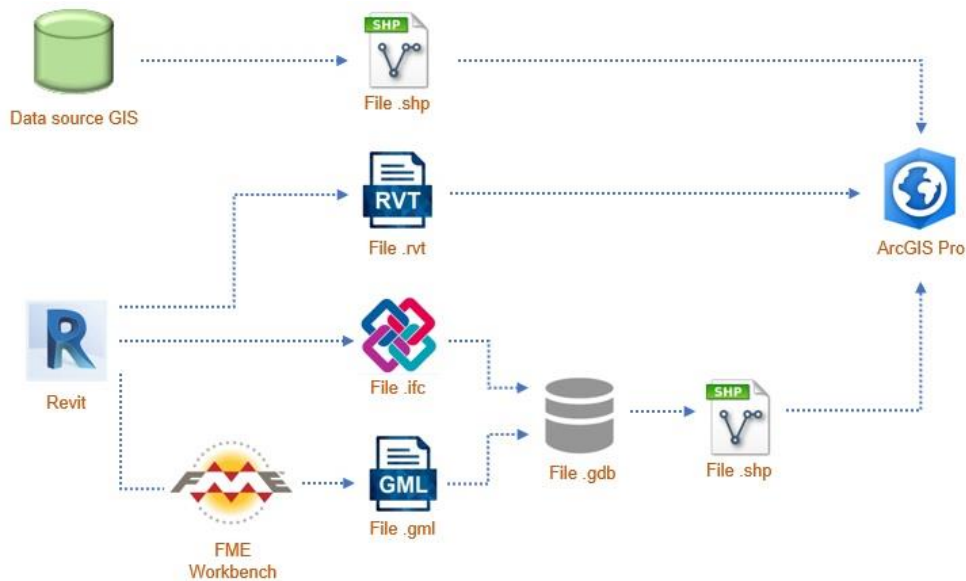 SHP
File .shp
Data source GIS
RVT
File .rvt
ArcGIS Pro
R
Revit
File .ifc
SHP
File .gdb
File .shp
FME
GML
File .gml
FME
Workbench